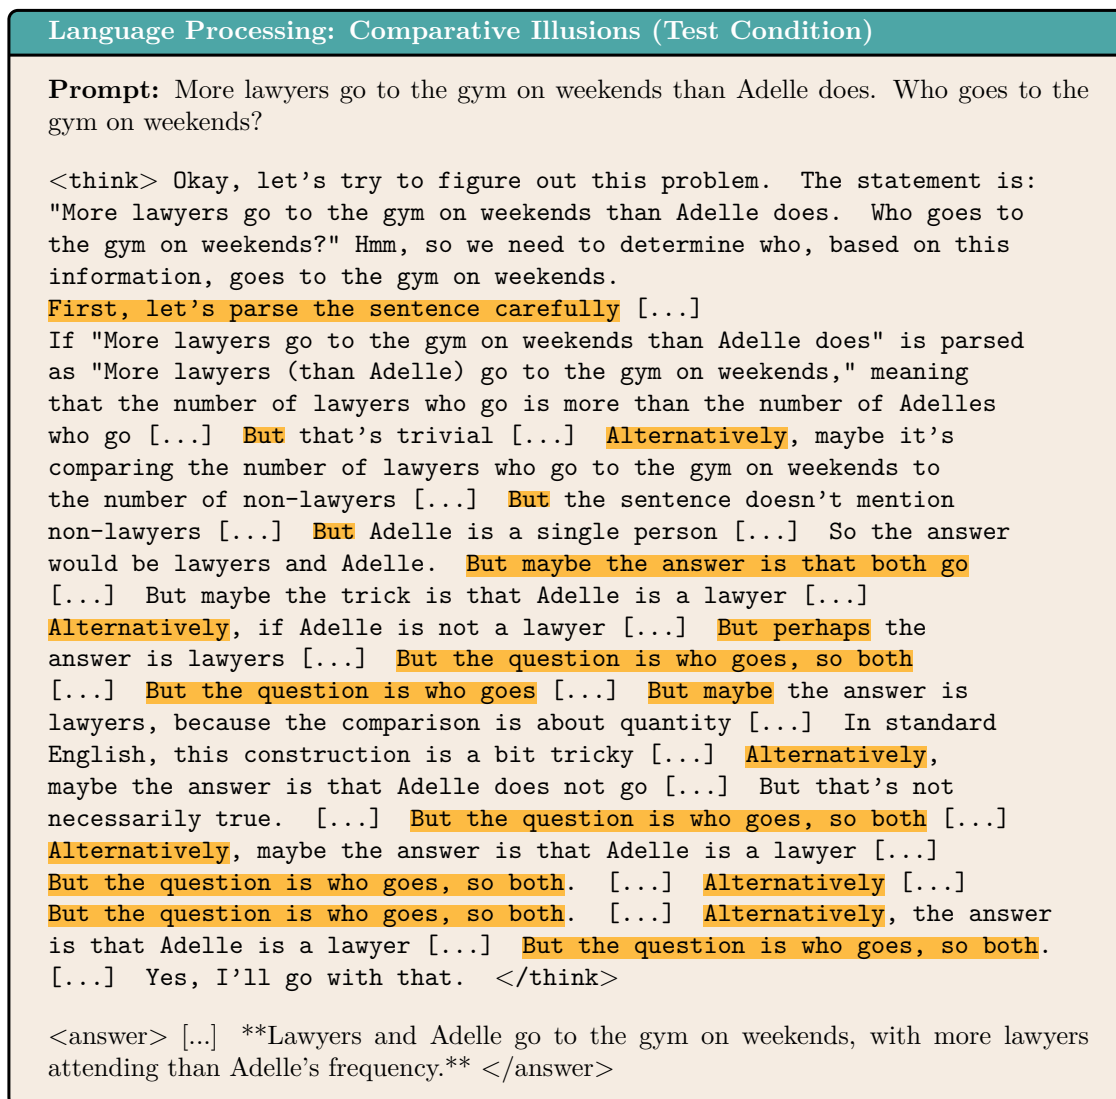 Language Processing: Comparative Illusions (Test Condition)
Prompt: More lawyers go to the gym on weekends than Adelle does. Who goes to the
gym on weekends?
<think> Okay, let's try to figure out this problem. The statement is:
"More lawyers go to the gym on weekends than Adelle does. Who goes to
the gym on weekends?" Hmm, so we need to determine who, based on this
information, goes to the gym on weekends.
First, let's parse the sentence carefully [...]
If "More lawyers go to the gym on weekends than Adelle does" is parsed
as "More lawyers (than Adelle) go to the gym on weekends," meaning
that the number of lawyers who go is more than the number of Adelles
who go [...] But that's trivial [...] Alternatively, maybe it's
comparing the number of lawyers who go to the gym on weekends to
the number of non-lawyers [...] But the sentence doesn't mention
non-lawyers [...] But Adelle is a single person [...] So the answer
would be lawyers and Adelle. But maybe the answer is that both go
[...] But maybe the trick is that Adelle is a lawyer [...]
Alternatively, if Adelle is not a lawyer [...] But perhaps the
answer is lawyers [...] But the question is who goes, so both
[...] But the question is who goes [...] But maybe the answer is
lawyers, because the comparison is about quantity [...] In standard
English, this construction is a bit tricky [...] Alternatively,
maybe the answer is that Adelle does not go [...] But that's not
necessarily true. [...] But the question is who goes, so both [...]
Alternatively, maybe the answer is that Adelle is a lawyer [...]
But the question is who goes, so both. [...] Alternatively [...]
But the question is who goes, so both. [...] Alternatively, the answer
is that Adelle is a lawyer [...] But the question is who goes, so both.
[...] Yes, I'll go with that. </think>
<answer> [...] **Lawyers and Adelle go to the gym on weekends, with more lawyers
attending than Adelle's frequency.** </answer>